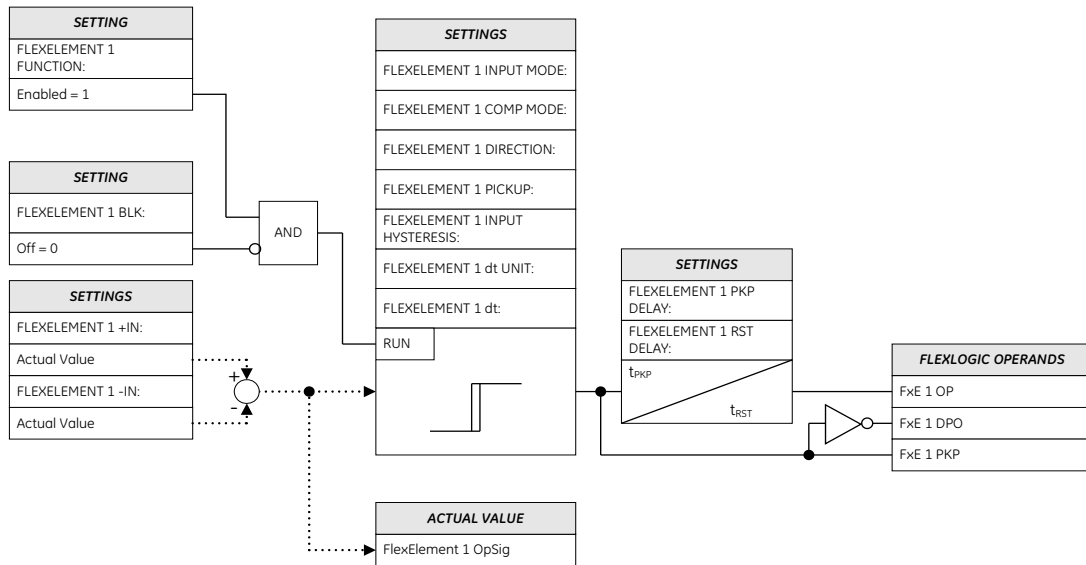 SETTING
FLEXELEMENT 1
FUNCTION:
Enabled = 1
SETTING
FLEXELEMENT 1 BLK:
Off = 0
SETTINGS
FLEXELEMENT 1 +IN:
Actual Value
FLEXELEMENT 1 -IN:
Actual Value
+
-
AND
SETTINGS
FLEXELEMENT 1 INPUT MODE:
FLEXELEMENT 1 COMP MODE:
FLEXELEMENT 1 DIRECTION:
FLEXELEMENT 1 PICKUP:
FLEXELEMENT 1 INPUT
HYSTERESIS:
FLEXELEMENT 1 dt UNIT:
FLEXELEMENT 1 dt:
RUN
ACTUAL VALUE
FlexElement 1 OpSig
SETTINGS
FLEXELEMENT 1 PKP
DELAY:
FLEXELEMENT 1 RST
DELAY:
tPKP
tRST
FLEXLOGIC OPERANDS
FxE 1 OP
FxE 1 DPO
FxE 1 PKP